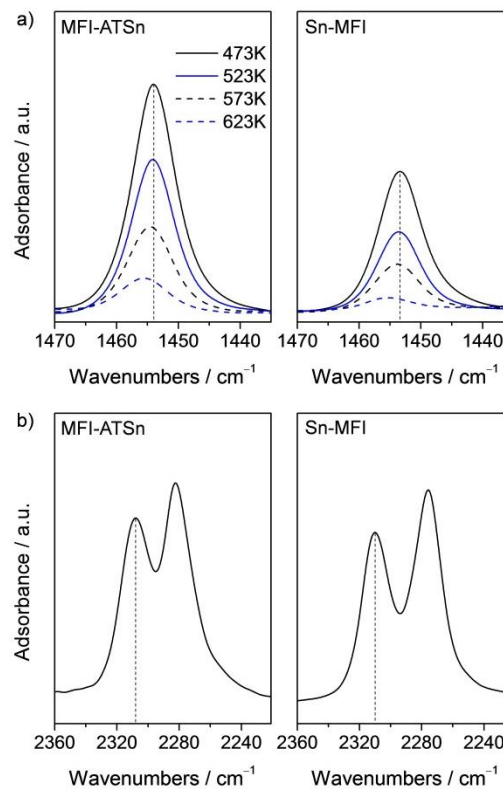 a)
MFI-ATSn
473K
523K
573K
623K
Sn-MFI
Adsorbance / a.u.
1470 1460 1450 1440
1470 1460 1450 1440
Wavenumbers / cm⁻¹
Wavenumbers / cm⁻¹
b)
MFI-ATSn
Sn-MFI
Adsorbance / a.u.
2360 2320 2280 2240
2360 2320 2280 2240
Wavenumbers / cm⁻¹
Wavenumbers / cm⁻¹